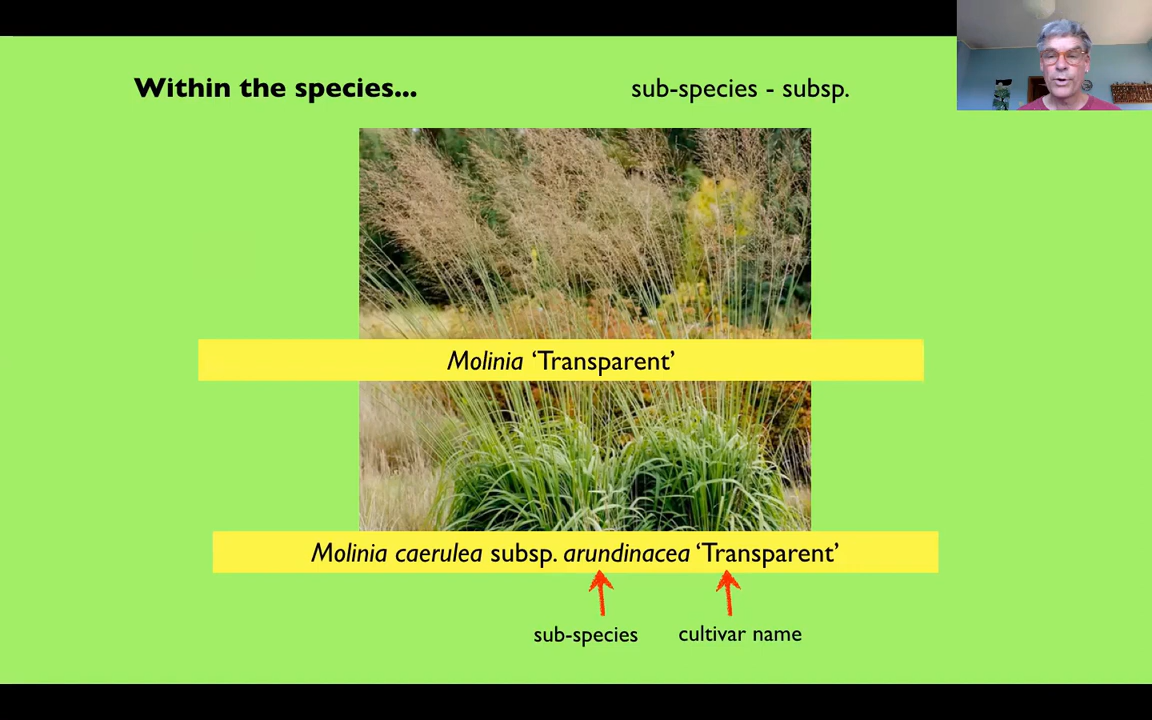 Within the species...
sub-species - subsp.
Molinia ‘Transparent’
Molinia caerulea subsp. arundinacea ‘Transparent’
sub-species
cultivar name